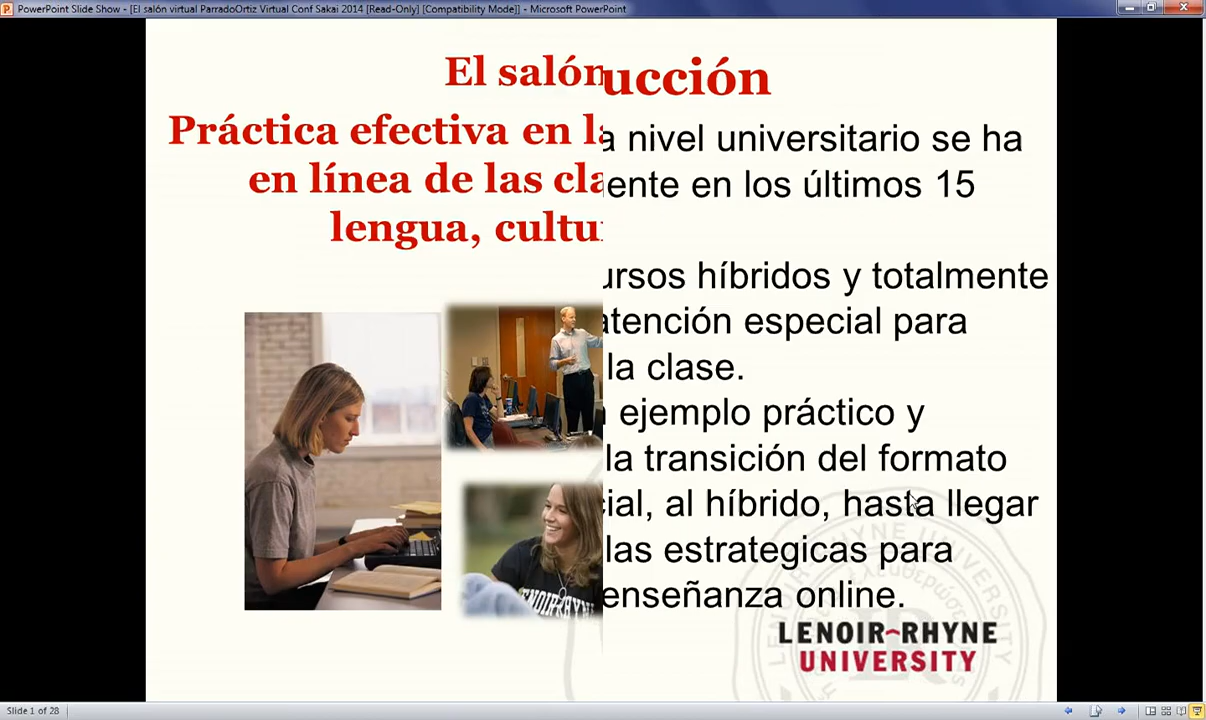 PowerPoint Slide Show - [El salón virtual ParradoOrtiz Virtual Conf Sakai 2014 [Read-Only] [Compatibility Mode]] - Microsoft PowerPoint
El salón
Práctica efectiva en la
en línea de las cla
lengua, cultu
ucción
a nivel universitario se ha
ente en los últimos 15
ursos híbridos y totalmente
atención especial para
la clase.
ejemplo práctico y
la transición del formato
cial, al híbrido, hasta llegar
las estrategicas para
enseñanza online.
LENOIR-RHYNE
UNIVERSITY
Slide 1 of 28